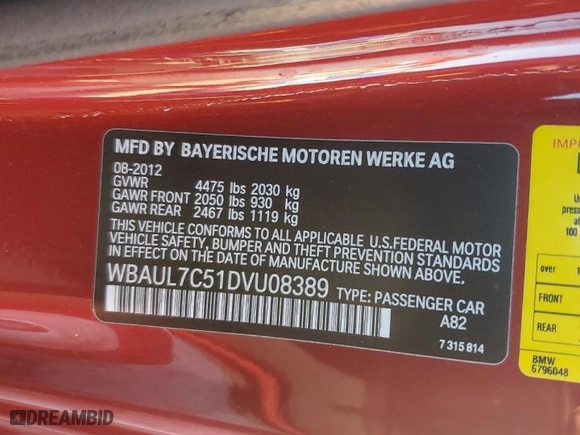 MFD BY BAYERISCHE MOTOREN WERKE AG
08-2012
GVWR 4475 lbs 2030 kg
GAWR FRONT 2050 lbs 930 kg
GAWR REAR 2467 lbs 1119 kg
THIS VEHICLE CONFORMS TO ALL APPLICABLE U.S.FEDERAL MOTOR
VEHICLE SAFETY, BUMPER AND THEFT PREVENTION STANDARDS
IN EFFECT ON THE DATE OF MANUFACTURE SHOWN ABOVE.
WBAUL7C51DVU08389 TYPE: PASSENGER CAR
A82
7 315 814
over
FRONT
REAR
BMW
6796048
DREAMBID